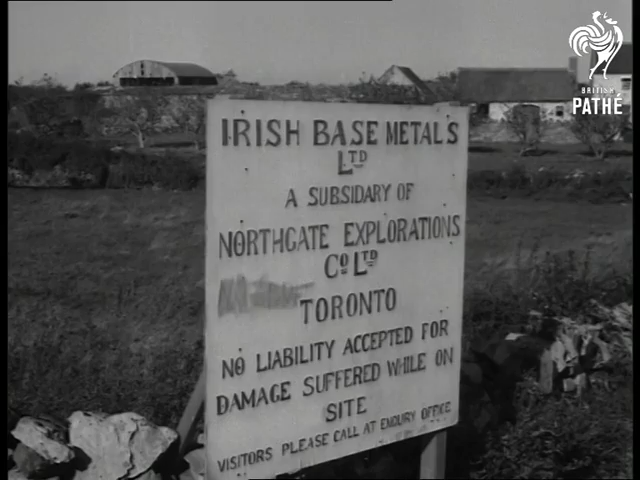 IRISH BASE METALS
LTD
A SUBSIDARY OF
NORTHGATE EXPLORATIONS
CO LTD
TORONTO
NO LIABILITY ACCEPTED FOR
DAMAGE SUFFERED WHILE ON
SITE
VISITORS PLEASE CALL AT ENQUIRY OFFICE
BRITISH
PATHÉ